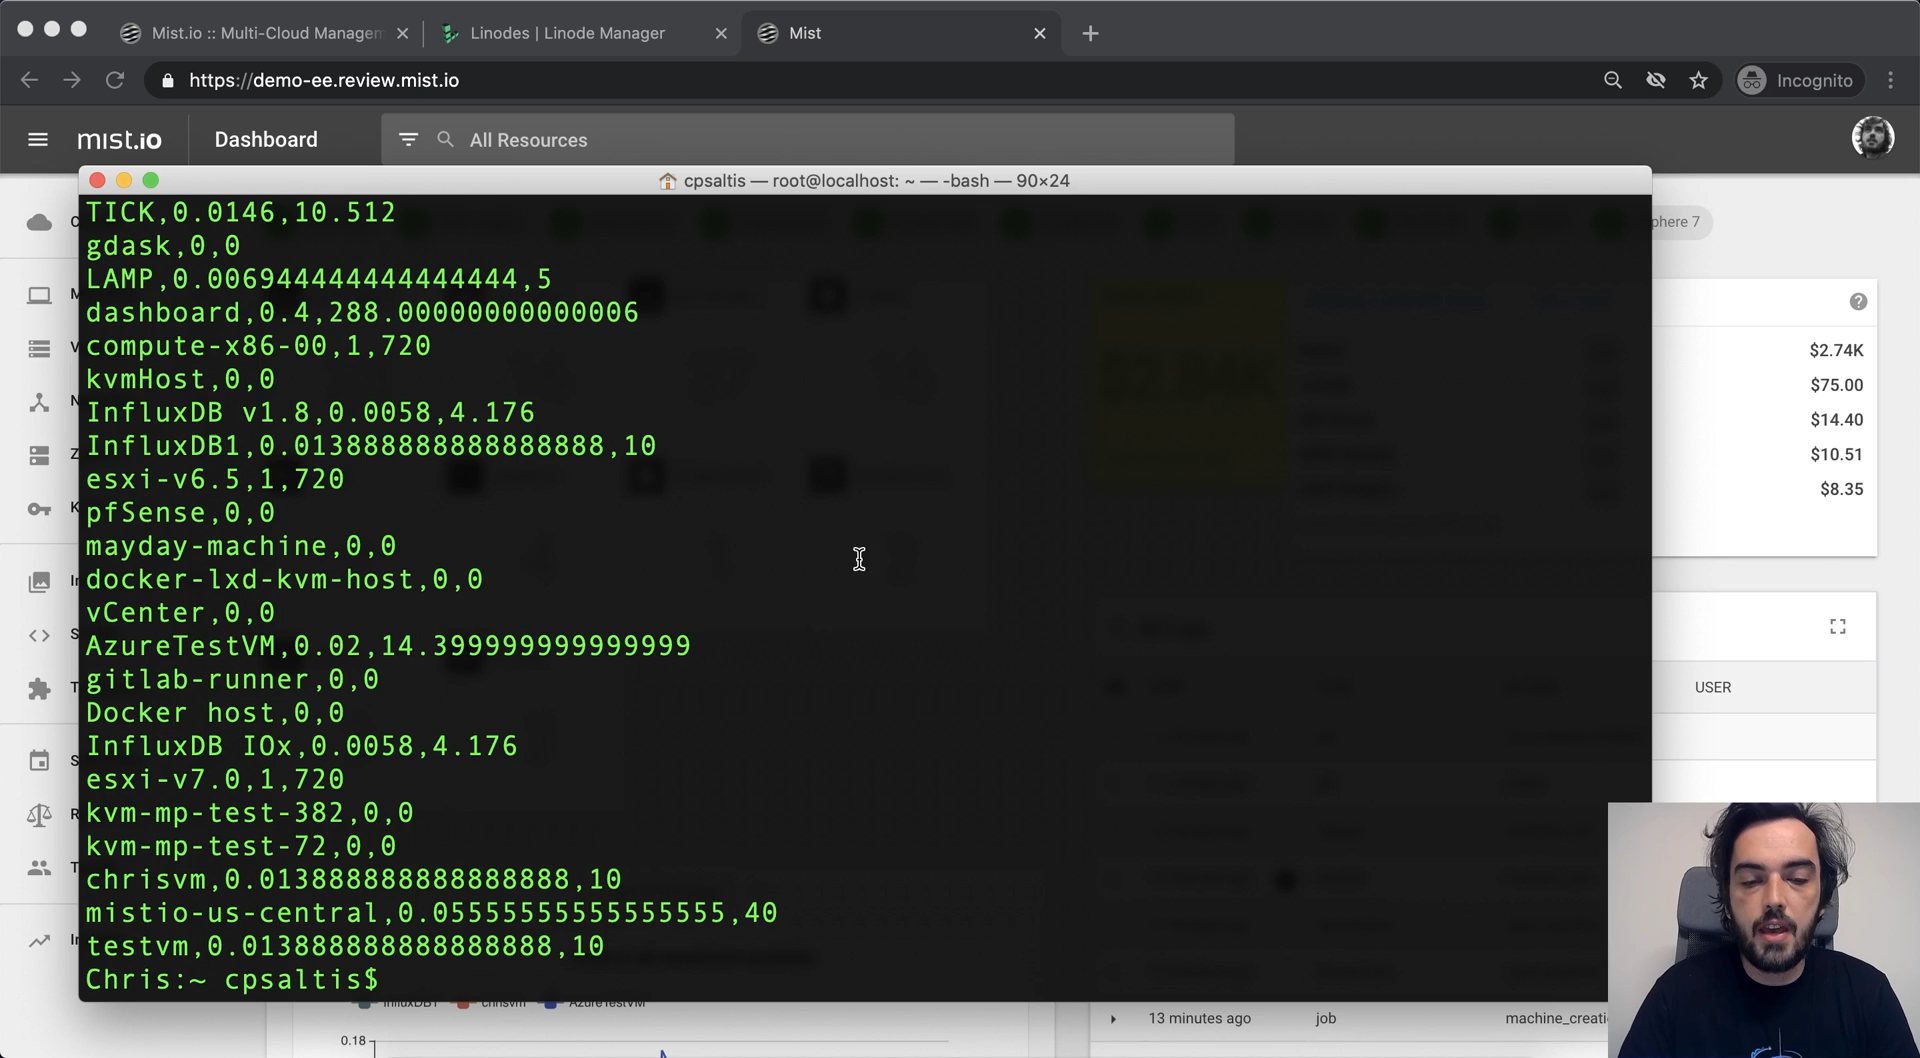 Mist.io :: Multi-Cloud Managem
Linodes | Linode Manager
Mist
https://demo-ee.review.mist.io
Incognito
mist.io
Dashboard
All Resources
cpsaltis — root@localhost: ~ — -bash — 90×24
TICK,0.0146,10.512
gdask,0,0
LAMP,0.006944444444444444,5
dashboard,0.4,288.00000000000006
compute-x86-00,1,720
kvmHost,0,0
InfluxDB v1.8,0.0058,4.176
InfluxDB1,0.013888888888888888,10
esxi-v6.5,1,720
pfSense,0,0
mayday-machine,0,0
docker-lxd-kvm-host,0,0
vCenter,0,0
AzureTestVM,0.02,14.399999999999999
gitlab-runner,0,0
Docker host,0,0
InfluxDB IOx,0.0058,4.176
esxi-v7.0,1,720
kvm-mp-test-382,0,0
kvm-mp-test-72,0,0
chrisvm,0.013888888888888888,10
mistio-us-central,0.05555555555555555,40
testvm,0.013888888888888888,10
Chris:~ cpsaltis$
phere 7
$2.74K
$75.00
$14.40
$10.51
$8.35
USER
InfluxDB1
chrisvm
AzureTestVM
0.18
13 minutes ago
job
machine_creati